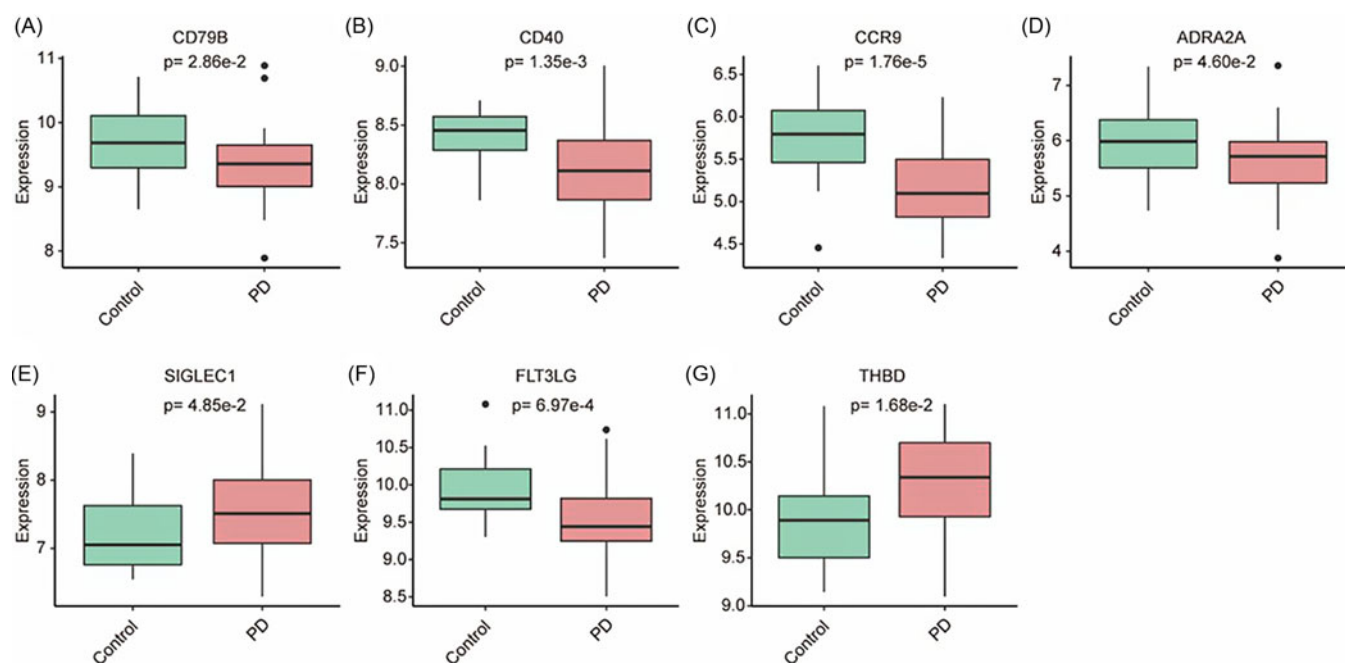 (A)
CD79B
p= 2.86e-2
Expression
11
10
9
8
Control
PD
(B)
CD40
p= 1.35e-3
Expression
9.0
8.5
8.0
7.5
Control
PD
(C)
CCR9
p= 1.76e-5
Expression
6.5
6.0
5.5
5.0
4.5
Control
PD
(D)
ADRA2A
p= 4.60e-2
Expression
7
6
5
4
Control
PD
(E)
SIGLEC1
p= 4.85e-2
Expression
9
8
7
Control
PD
(F)
FLT3LG
p= 6.97e-4
Expression
11.0
10.5
10.0
9.5
9.0
8.5
Control
PD
(G)
THBD
p= 1.68e-2
Expression
11.0
10.5
10.0
9.5
9.0
Control
PD